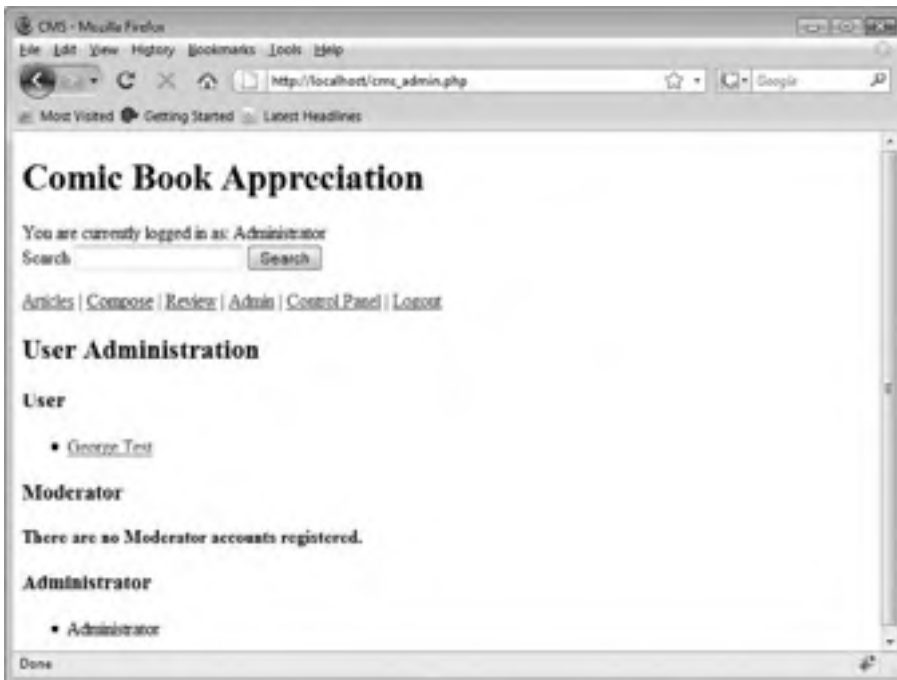 CMS - Mozilla Firefox
File Edit View History Bookmarks Tools Help
http://localhost/cms_admin.php
Google
Most Visited Getting Started Latest Headlines
Comic Book Appreciation
You are currently logged in as: Administrator
Search Search
Articles | Compose | Review | Admin | Control Panel | Logout
User Administration
User
• George Test
Moderator
There are no Moderator accounts registered.
Administrator
• Administrator
Done